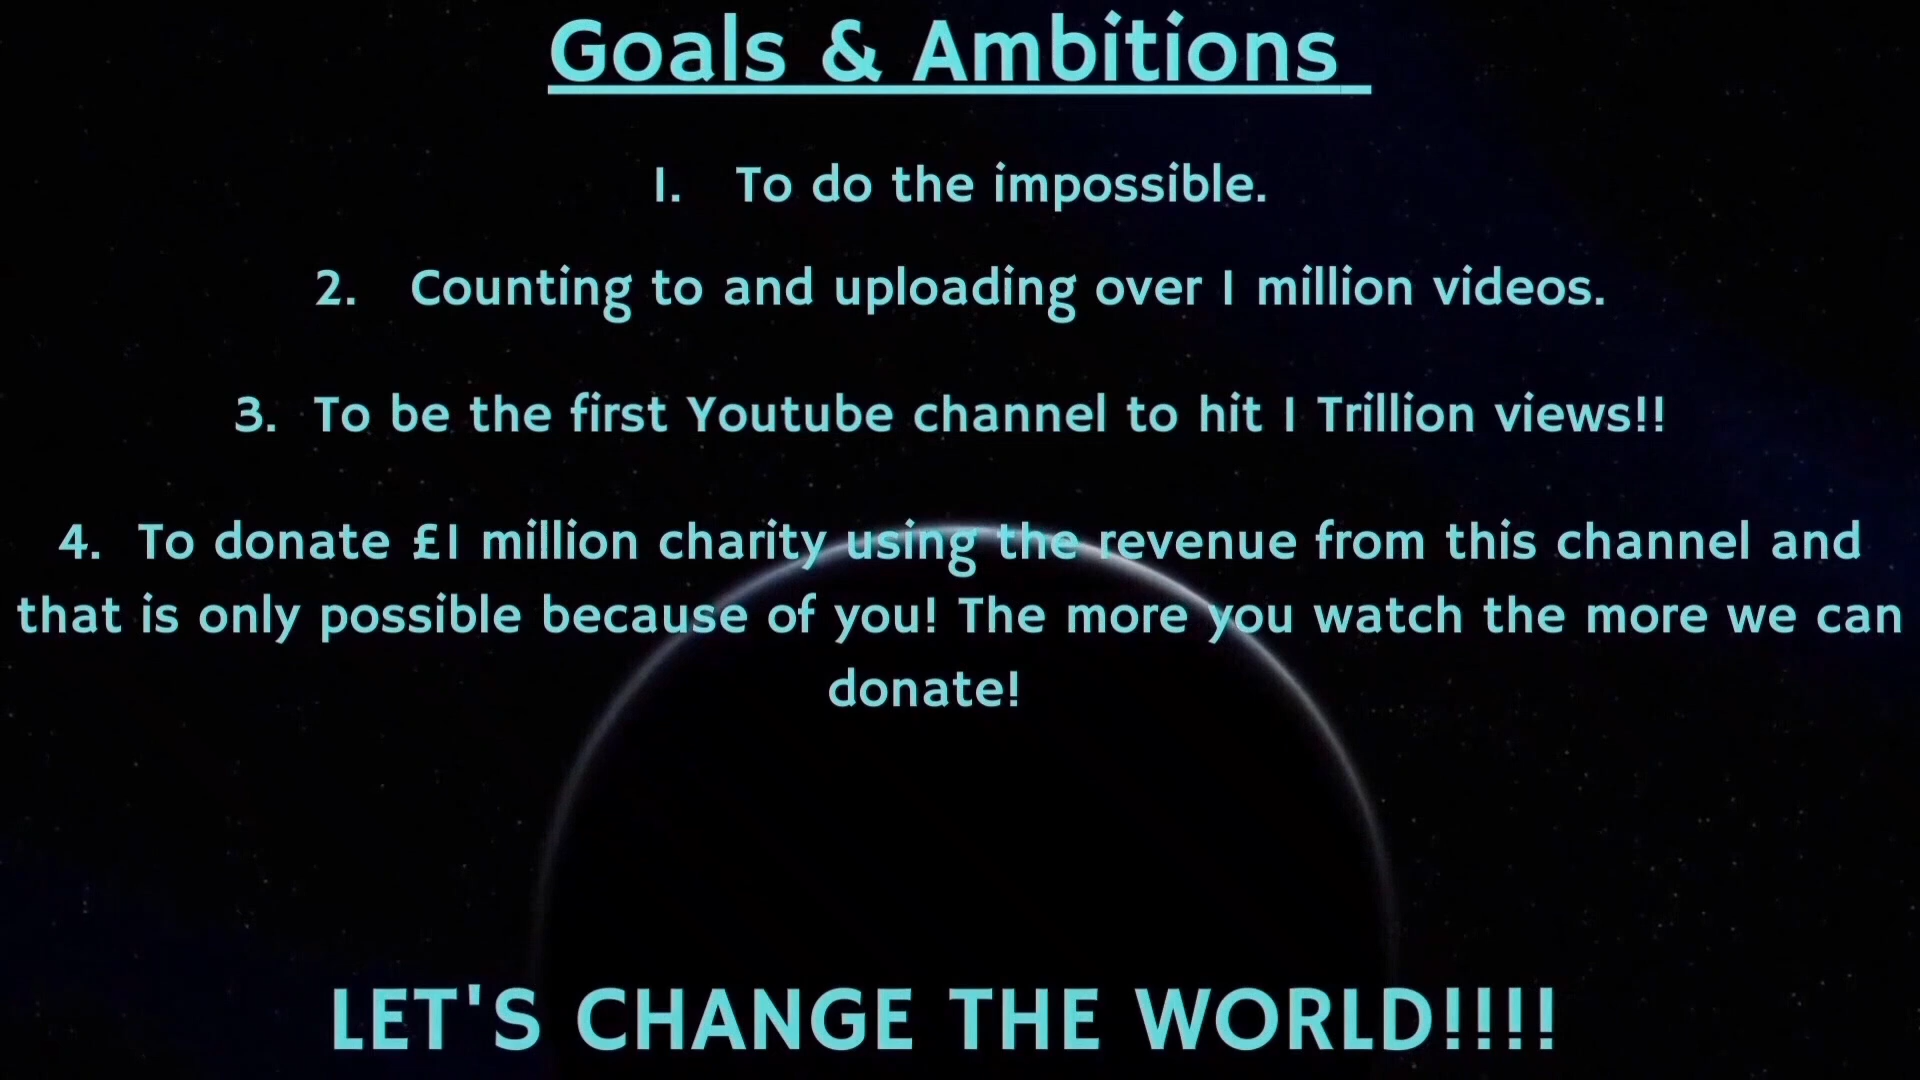 Goals & Ambitions
1. To do the impossible.
2. Counting to and uploading over 1 million videos.
3. To be the first Youtube channel to hit 1 Trillion views!!
4. To donate £1 million charity using the revenue from this channel and
that is only possible because of you! The more you watch the more we can
donate!
LET'S CHANGE THE WORLD!!!!